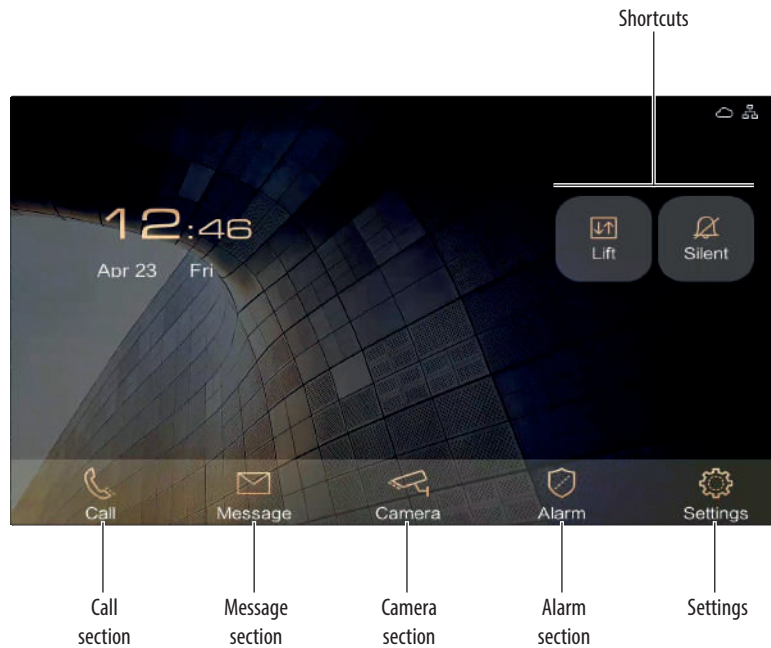 Shortcuts
12:46
Apr 23 Fri
Lift Silent
Call Message Camera Alarm Settings
Call Message Camera Alarm Settings
section section section section